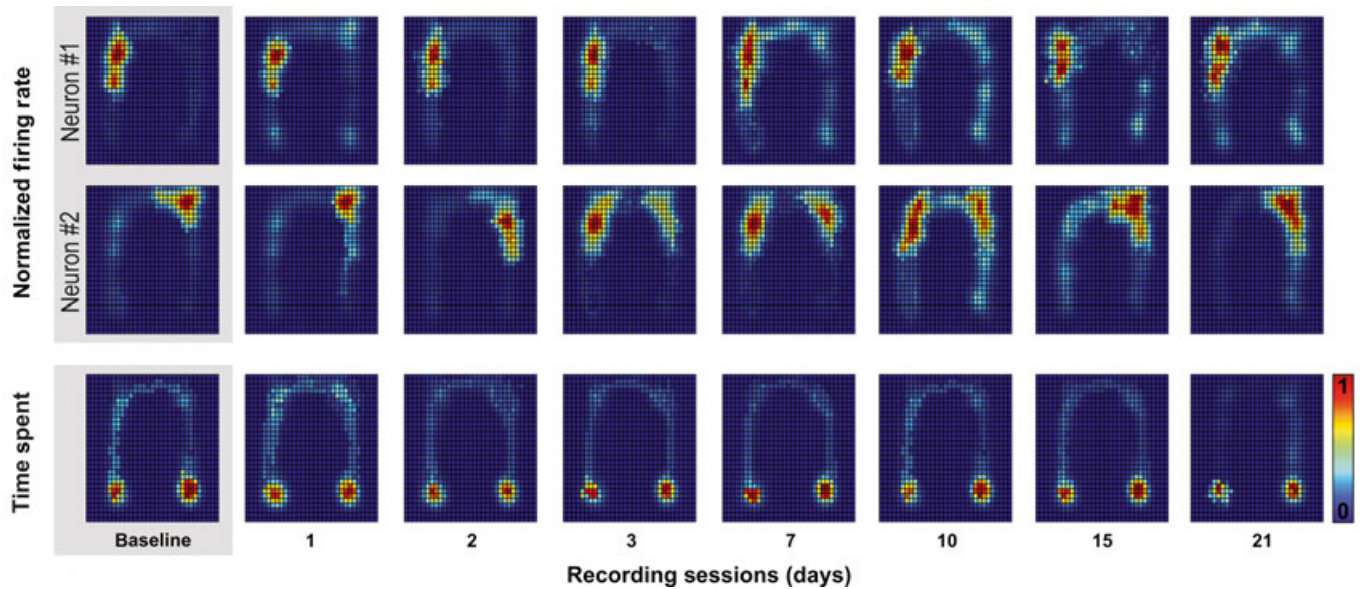 Normalized firing rate
Neuron #1
Neuron #2
Time spent
1
0
Baseline 1 2 3 7 10 15 21
Recording sessions (days)